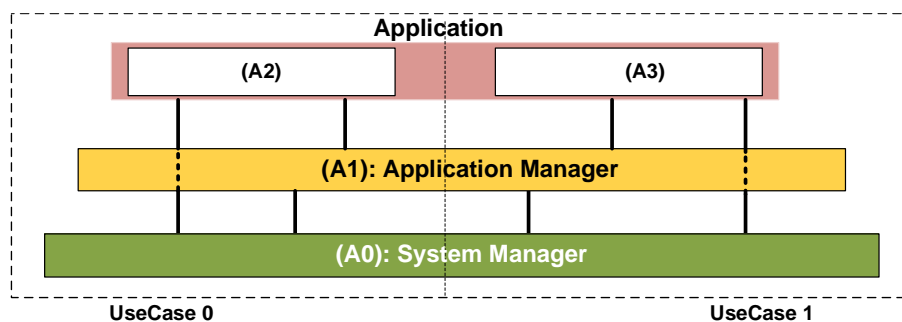 Application
(A2)
(A3)
(A1): Application Manager
(A0): System Manager
UseCase 0
UseCase 1